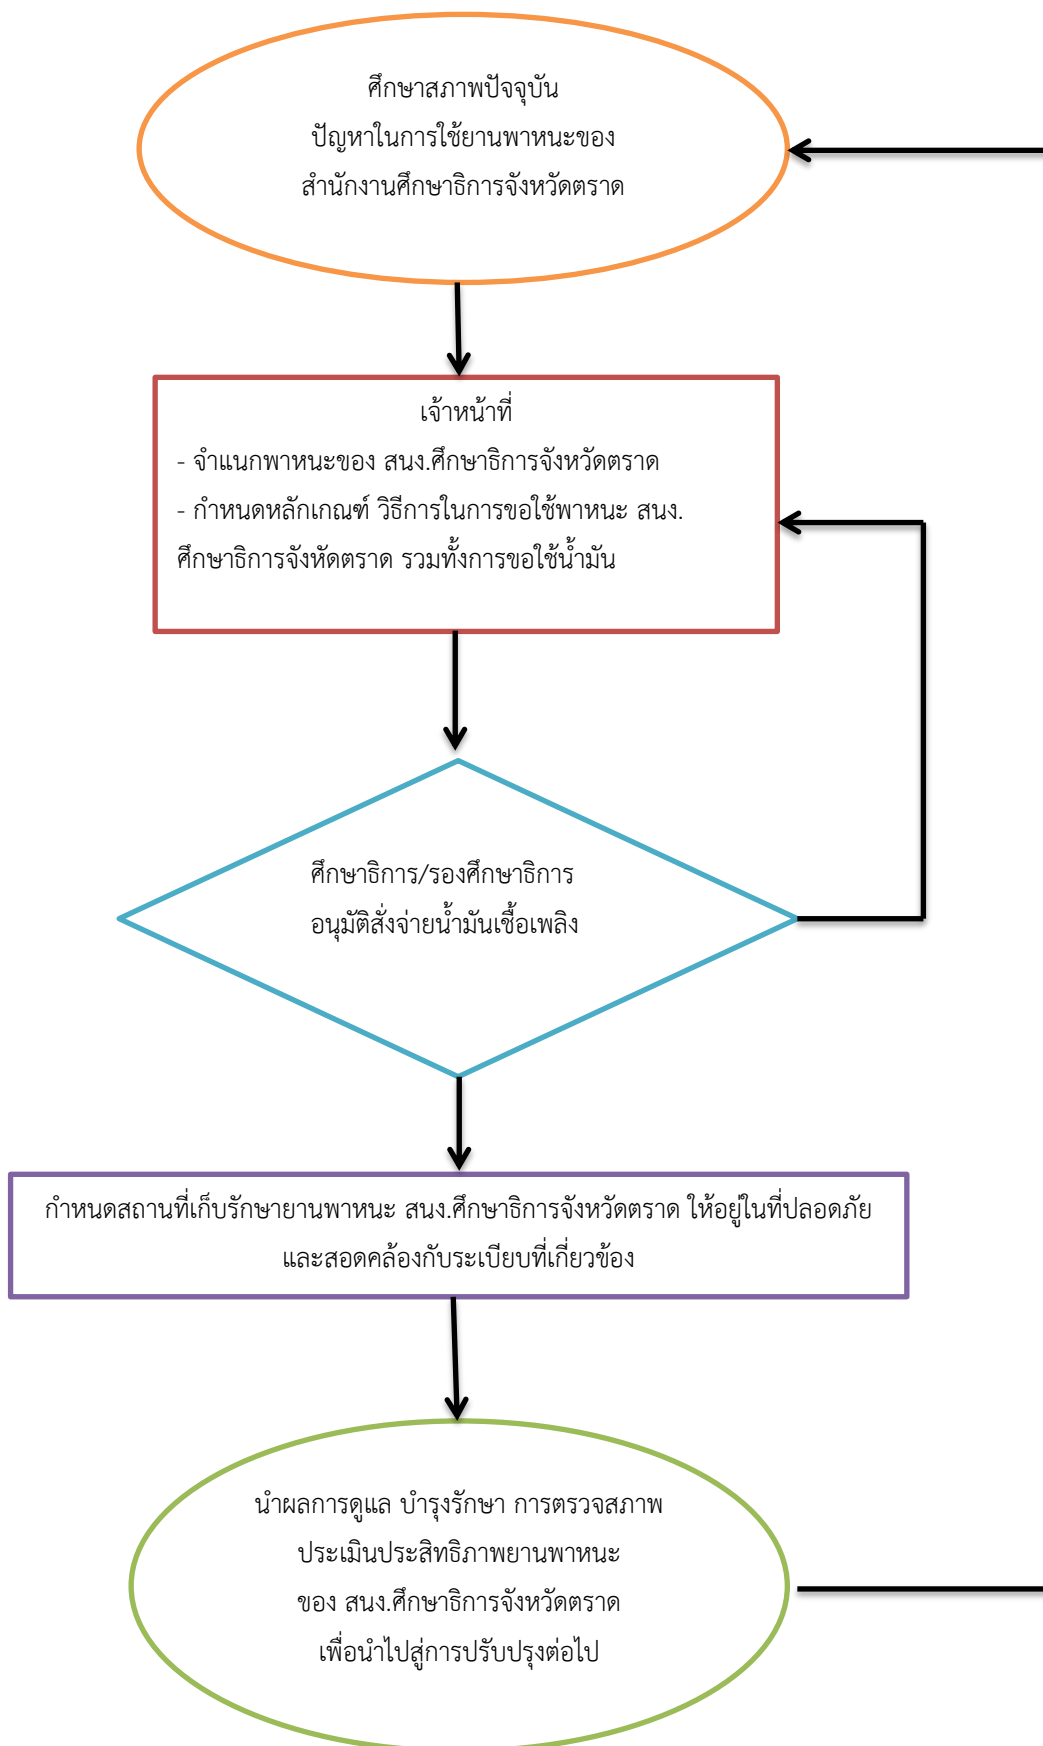 ศึกษาสภาพปัจจุบัน
ปัญหาในการใช้ยานพาหนะของ
สำนักงานศึกษาธิการจังหวัดตราด
เจ้าหน้าที่
- จำแนกพาหนะของ สนง.ศึกษาธิการจังหวัดตราด
- กำหนดหลักเกณฑ์ วิธีการในการขอใช้พาหนะ สนง.
ศึกษาธิการจังหัดตราด รวมทั้งการขอใช้น้ำมัน
ศึกษาธิการ/รองศึกษาธิการ
อนุมัติสั่งจ่ายน้ำมันเชื้อเพลิง
กำหนดสถานที่เก็บรักษายานพาหนะ สนง.ศึกษาธิการจังหวัดตราด ให้อยู่ในที่ปลอดภัย
และสอดคล้องกับระเบียบที่เกี่ยวข้อง
นำผลการดูแล บำรุงรักษา การตรวจสภาพ
ประเมินประสิทธิภาพยานพาหนะ
ของ สนง.ศึกษาธิการจังหวัดตราด
เพื่อนำไปสู่การปรับปรุงต่อไป